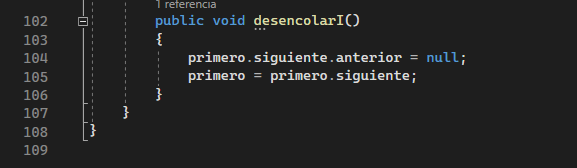 1 referencia
102 public void desencolarI()
103 {
104 primero.siguiente.anterior = null;
105 primero = primero.siguiente;
106 }
107 }
108 }
109